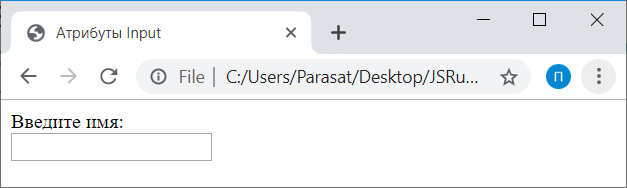 Атрибуты Input
File | C:/Users/Parasat/Desktop/JSRu...
П
Введите имя: